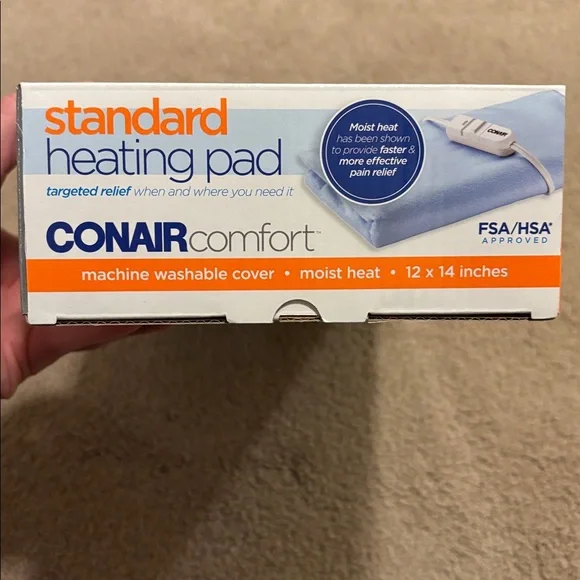 standard
heating pad
targeted relief when and where you need it
CONAIRcomfort™
Moist heat
has been shown
to provide faster &
more effective
pain relief
CONAIR
FSA/HSA*
APPROVED
machine washable cover • moist heat • 12 x 14 inches